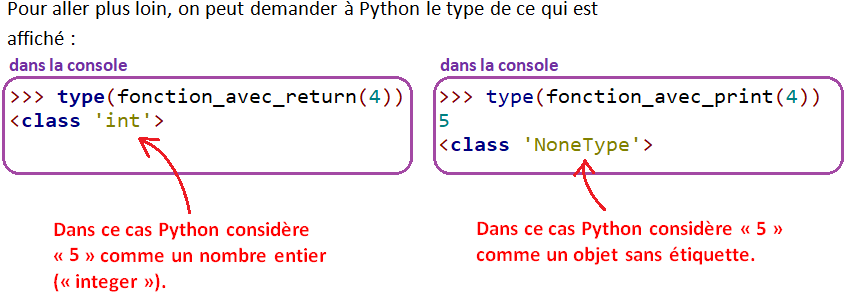 Pour aller plus loin, on peut demander à Python le type de ce qui est
affiché :
dans la console
>>> type(fonction_avec_return(4))
<class 'int'>
Dans ce cas Python considère
« 5 » comme un nombre entier
(« integer »).
dans la console
>>> type(fonction_avec_print(4))
5
<class 'NoneType'>
Dans ce cas Python considère « 5 »
comme un objet sans étiquette.